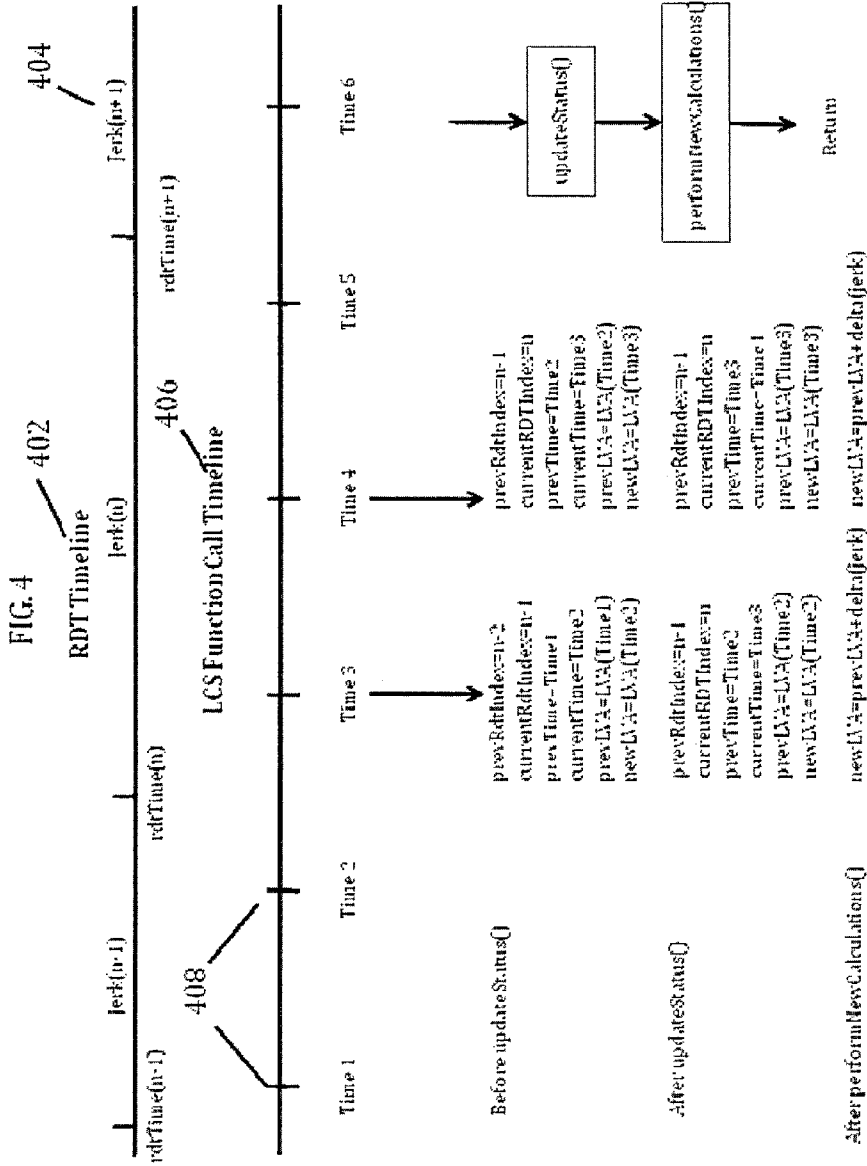 FIG. 4
RDT Timeline 402
Jerk(n-1)
Jerk(n)
Jerk(n+1)
404
rdtTime(n-1)
rdtTime(n)
rdtTime(n+1)
406
LCS Function Call Timeline
408
Time 1
Time 2
Time 3
Time 4
Time 5
Time 6
Before updateStatus()
prevRdtIndex=n-2
currentRdtIndex=n-1
prevTime=Time1
currentTime=Time2
prevLVA=LVA(Time1)
newLVA=LVA(Time2)
prevRdtIndex=n-1
currentRDTIndex=n
prevTime=Time2
currentTime=Time3
prevLVA=LVA(Time2)
newLVA=LVA(Time3)
updateStatus()
After updateStatus()
prevRdtIndex=n-1
currentRDTIndex=n
prevTime=Time2
currentTime=Time3
prevLVA=LVA(Time2)
newLVA=LVA(Time2)
prevRdtIndex=n-1
currentRDTIndex=n
prevTime=Time3
prevLVA=LVA(Time3)
newLVA=LVA(Time3)
performNewCalculations()
Return
After performNewCalculations()
newLVA=prevLVA+delta(jerk)
newLVA=prevLVA+delta(jerk)